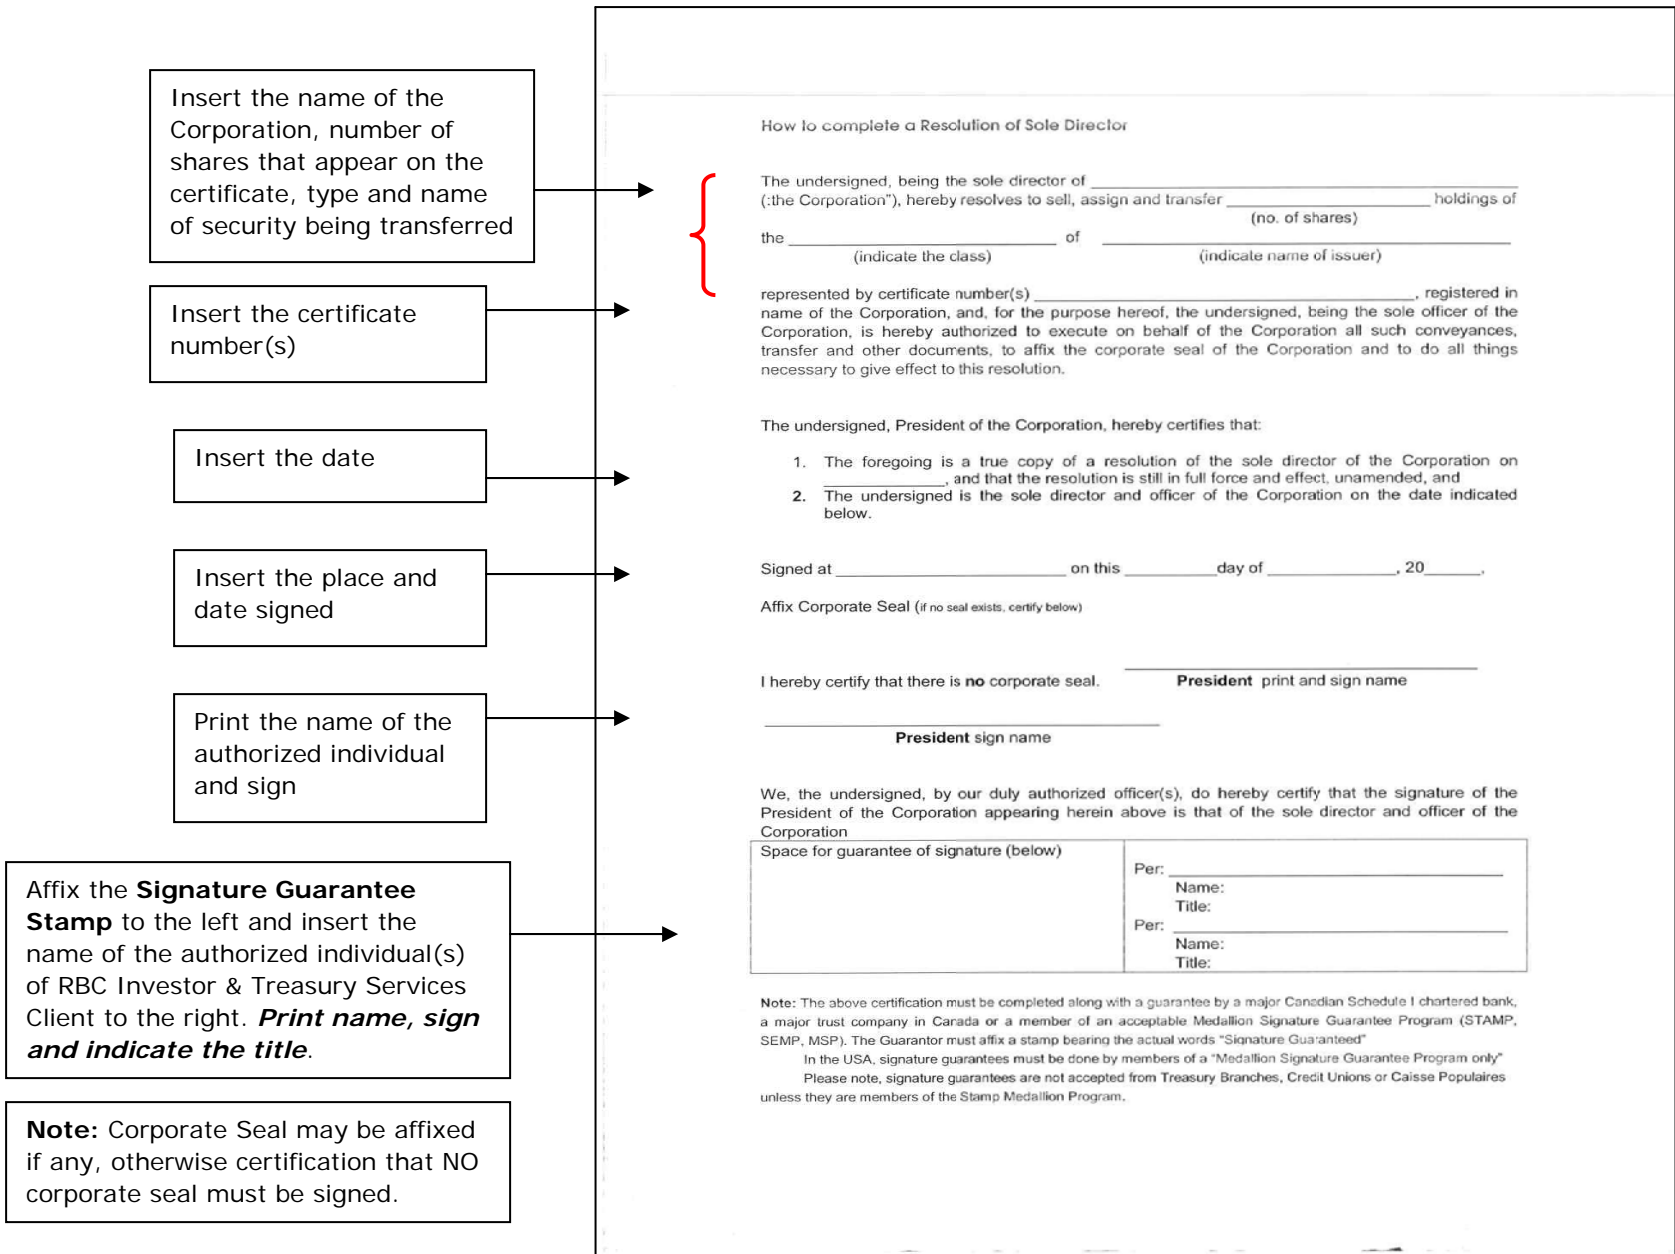 Insert the name of the
Corporation, number of
shares that appear on the
certificate, type and name
of security being transferred
Insert the certificate
number(s)
Insert the date
Insert the place and
date signed
Print the name of the
authorized individual
and sign
Affix the Signature Guarantee
Stamp to the left and insert the
name of the authorized individual(s)
of RBC Investor & Treasury Services
Client to the right. Print name, sign
and indicate the title.
Note: Corporate Seal may be affixed
if any, otherwise certification that NO
corporate seal must be signed.
How to complete a Resolution of Sole Director
The undersigned, being the sole director of
(:the Corporation"), hereby resolves to sell, assign and transfer holdings of
(no. of shares)
the of
(indicate the class) (indicate name of issuer)
represented by certificate number(s) , registered in
name of the Corporation, and, for the purpose hereof, the undersigned, being the sole officer of the
Corporation, is hereby authorized to execute on behalf of the Corporation all such conveyances,
transfer and other documents, to affix the corporate seal of the Corporation and to do all things
necessary to give effect to this resolution.
The undersigned, President of the Corporation, hereby certifies that:
1. The foregoing is a true copy of a resolution of the sole director of the Corporation on
, and that the resolution is still in full force and effect, unamended, and
2. The undersigned is the sole director and officer of the Corporation on the date indicated
below.
Signed at on this day of , 20 .
Affix Corporate Seal (if no seal exists, certify below)
I hereby certify that there is no corporate seal. President print and sign name
President sign name
We, the undersigned, by our duly authorized officer(s), do hereby certify that the signature of the
President of the Corporation appearing herein above is that of the sole director and officer of the
Corporation
Space for guarantee of signature (below)
Per:
Name:
Title:
Per:
Name:
Title:
Note: The above certification must be completed along with a guarantee by a major Canadian Schedule I chartered bank,
a major trust company in Canada or a member of an acceptable Medallion Signature Guarantee Program (STAMP,
SEMP, MSP). The Guarantor must affix a stamp bearing the actual words "Signature Guaranteed"
In the USA, signature guarantees must be done by members of a "Medallion Signature Guarantee Program only"
Please note, signature guarantees are not accepted from Treasury Branches, Credit Unions or Caisse Populaires
unless they are members of the Stamp Medallion Program.